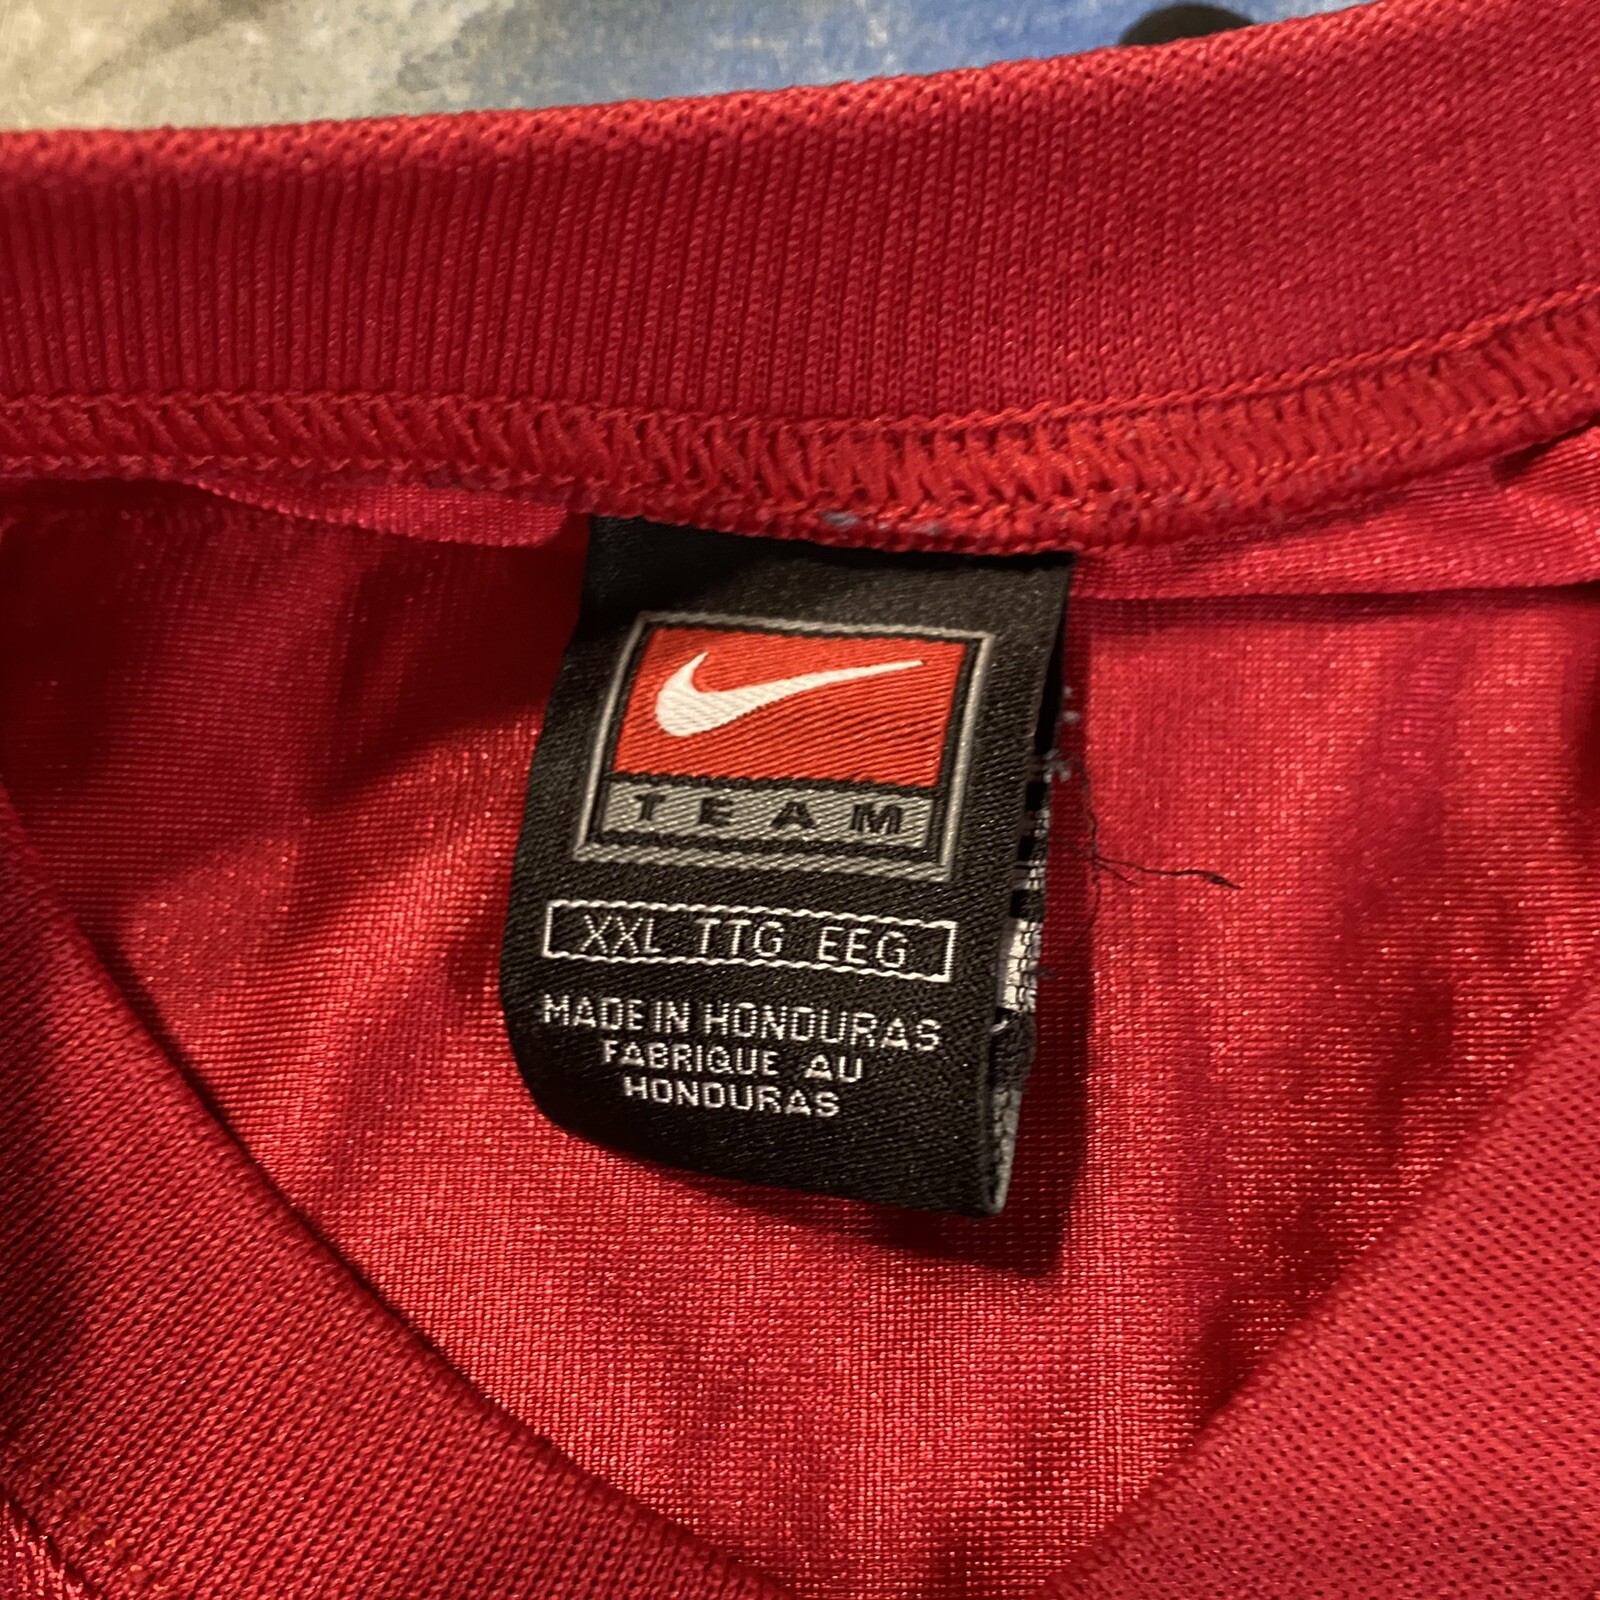 TEAM
XXL TTG EEG
MADE IN HONDURAS
FABRIQUE AU
HONDURAS